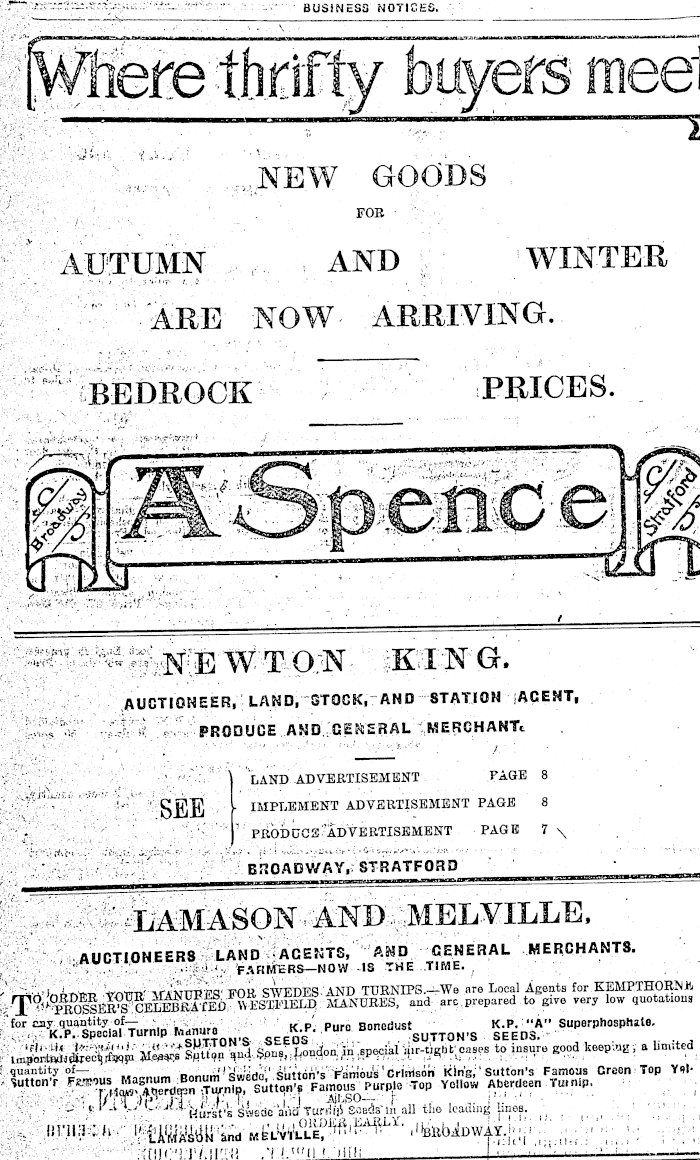 BUSINESS NOTICES.
Where thrifty buyers meet
NEW GOODS
FOR
AUTUMN AND WINTER
ARE NOW ARRIVING.
BEDROCK PRICES.
Broadway
A Spence
Stratford
NEWTON KING.
AUCTIONEER, LAND, STOCK, AND STATION AGENT,
PRODUCE AND GENERAL MERCHANT.
SEE
LAND ADVERTISEMENT PAGE 8
IMPLEMENT ADVERTISEMENT PAGE 8
PRODUCE ADVERTISEMENT PAGE 7
BROADWAY, STRATFORD
LAMASON AND MELVILLE,
AUCTIONEERS LAND AGENTS, AND GENERAL MERCHANTS.
FARMERS—NOW IS THE TIME.
TO ORDER YOUR MANURES FOR SWEDES AND TURNIPS.—We are Local Agents for KEMPTHORNE
PROSSER'S CELEBRATED WESTFIELD MANURES, and are prepared to give very low quotations
for any quantity of—
K.P. Special Turnip Manure K.P. Pure Bonedust K.P. "A" Superphosphate.
SUTTON'S SEEDS SUTTON'S SEEDS.
Imported direct from Messrs Sutton and Sons, London in special air-tight cases to insure good keeping; a limited
quantity of—
Sutton's Famous Magnum Bonum Swede, Sutton's Famous Crimson King, Sutton's Famous Green Top Yel-
low Aberdeen Turnip, Sutton's Famous Purple Top Yellow Aberdeen Turnip,
ALSO—
Hurst's Swede and Turnip Seeds in all the leading lines.
ORDER EARLY.
LAMASON and MELVILLE, BROADWAY.